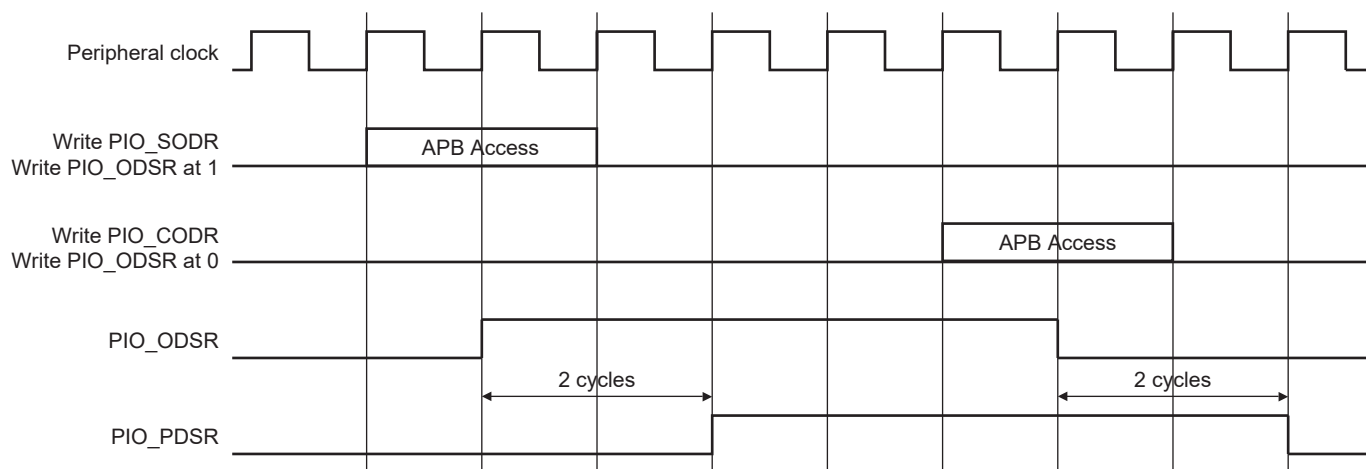 Peripheral clock
Write PIO_SODR
Write PIO_ODSR at 1
APB Access
Write PIO_CODR
Write PIO_ODSR at 0
APB Access
PIO_ODSR
2 cycles
2 cycles
PIO_PDSR